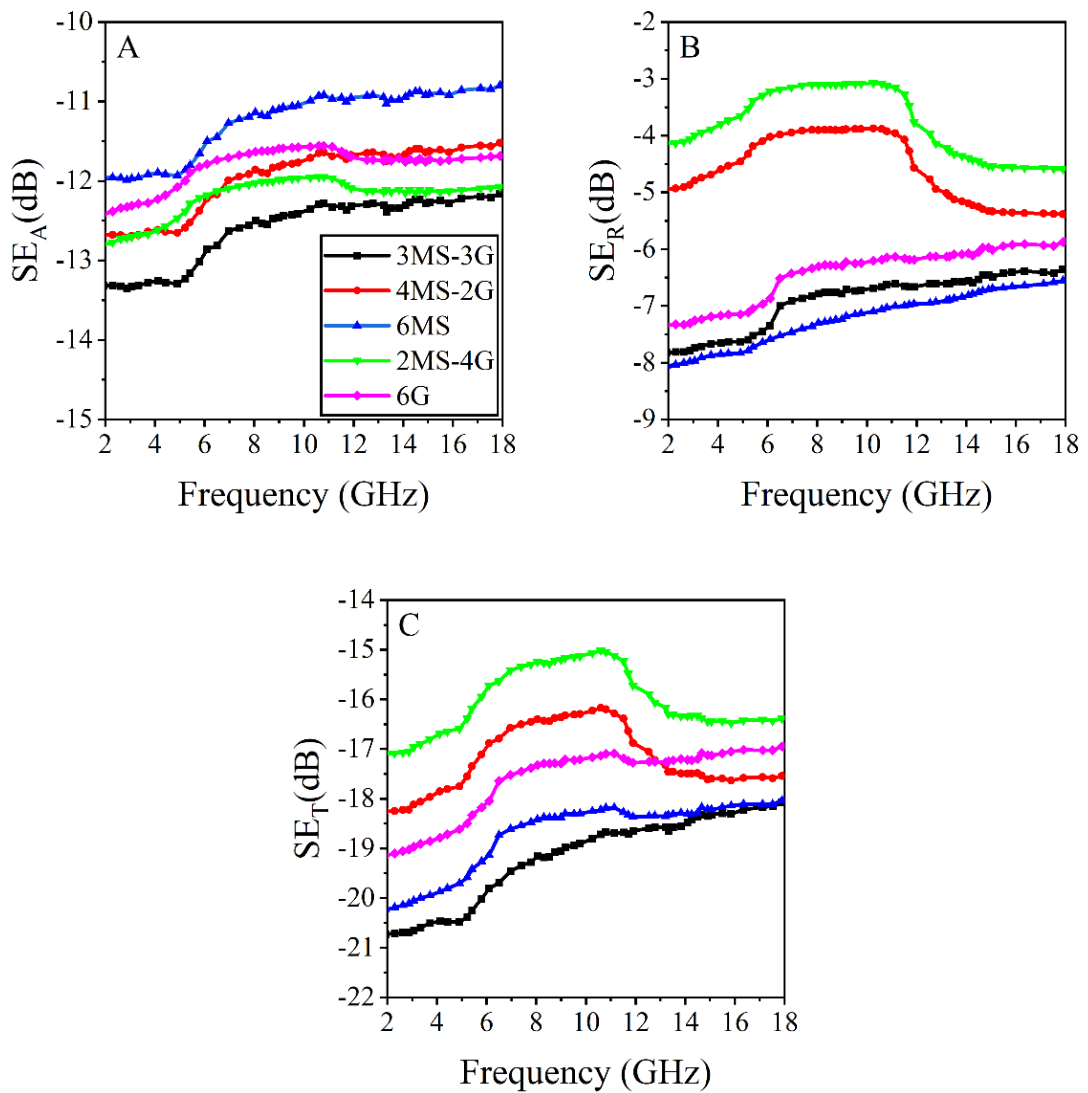 A
SE_A(dB)
-10
-11
-12
-13
-14
-15
3MS-3G
4MS-2G
6MS
2MS-4G
6G
2 4 6 8 10 12 14 16 18
Frequency (GHz)
B
SE_R(dB)
-2
-3
-4
-5
-6
-7
-8
-9
2 4 6 8 10 12 14 16 18
Frequency (GHz)
C
SE_T(dB)
-14
-15
-16
-17
-18
-19
-20
-21
-22
2 4 6 8 10 12 14 16 18
Frequency (GHz)